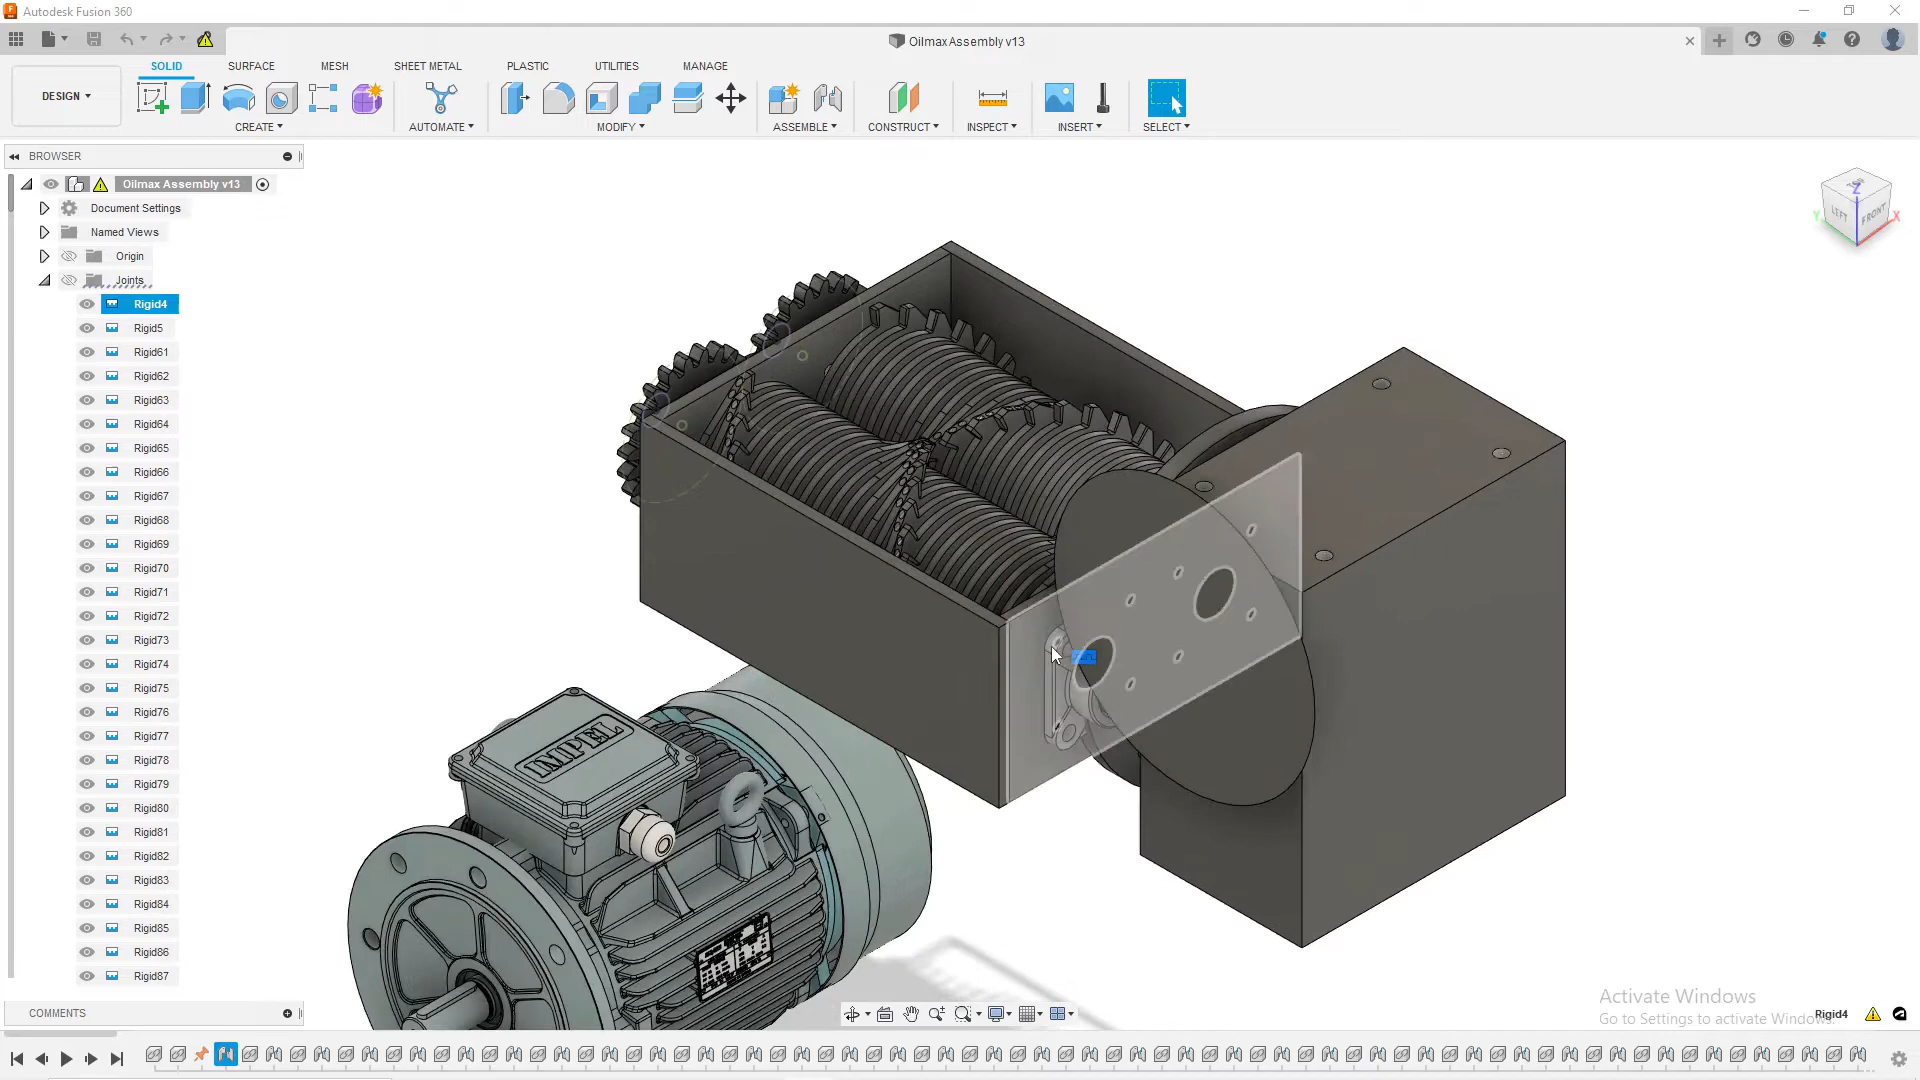 Autodesk Fusion 360
OilmaxAssembly v13
DESIGN
SOLID
SURFACE
MESH
SHEET METAL
PLASTIC
UTILITIES
MANAGE
CREATE
AUTOMATE
MODIFY
ASSEMBLE
CONSTRUCT
INSPECT
INSERT
SELECT
BROWSER
Oilmax Assembly v13
Document Settings
Named Views
Origin
Joints
Rigid4
Rigid5
Rigid61
Rigid62
Rigid63
Rigid64
Rigid65
Rigid66
Rigid67
Rigid68
Rigid69
Rigid70
Rigid71
Rigid72
Rigid73
Rigid74
Rigid75
Rigid76
Rigid77
Rigid78
Rigid79
Rigid80
Rigid81
Rigid82
Rigid83
Rigid84
Rigid85
Rigid86
Rigid87
COMMENTS
Z
LEFT
FRONT
Y
X
IMPEL
Activate Windows
Go to Settings to activate Windows.
Rigid4